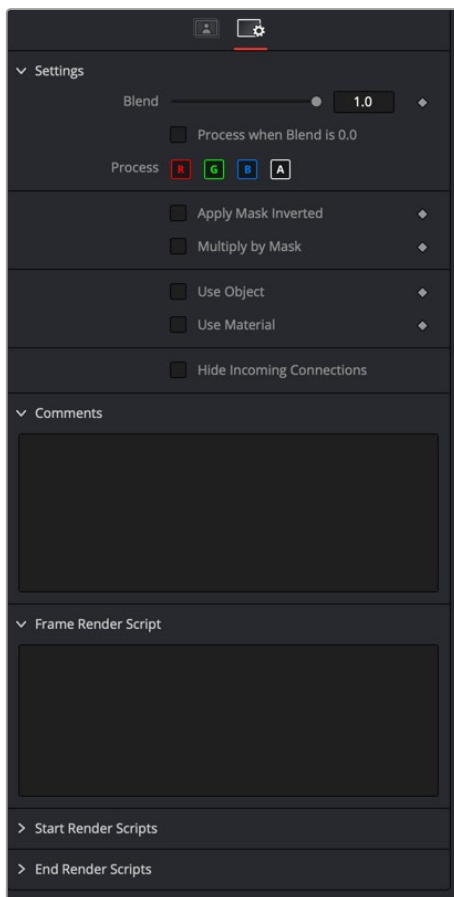 Settings
Blend 1.0
Process when Blend is 0.0
Process R G B A
Apply Mask Inverted
Multiply by Mask
Use Object
Use Material
Hide Incoming Connections
Comments
Frame Render Script
Start Render Scripts
End Render Scripts